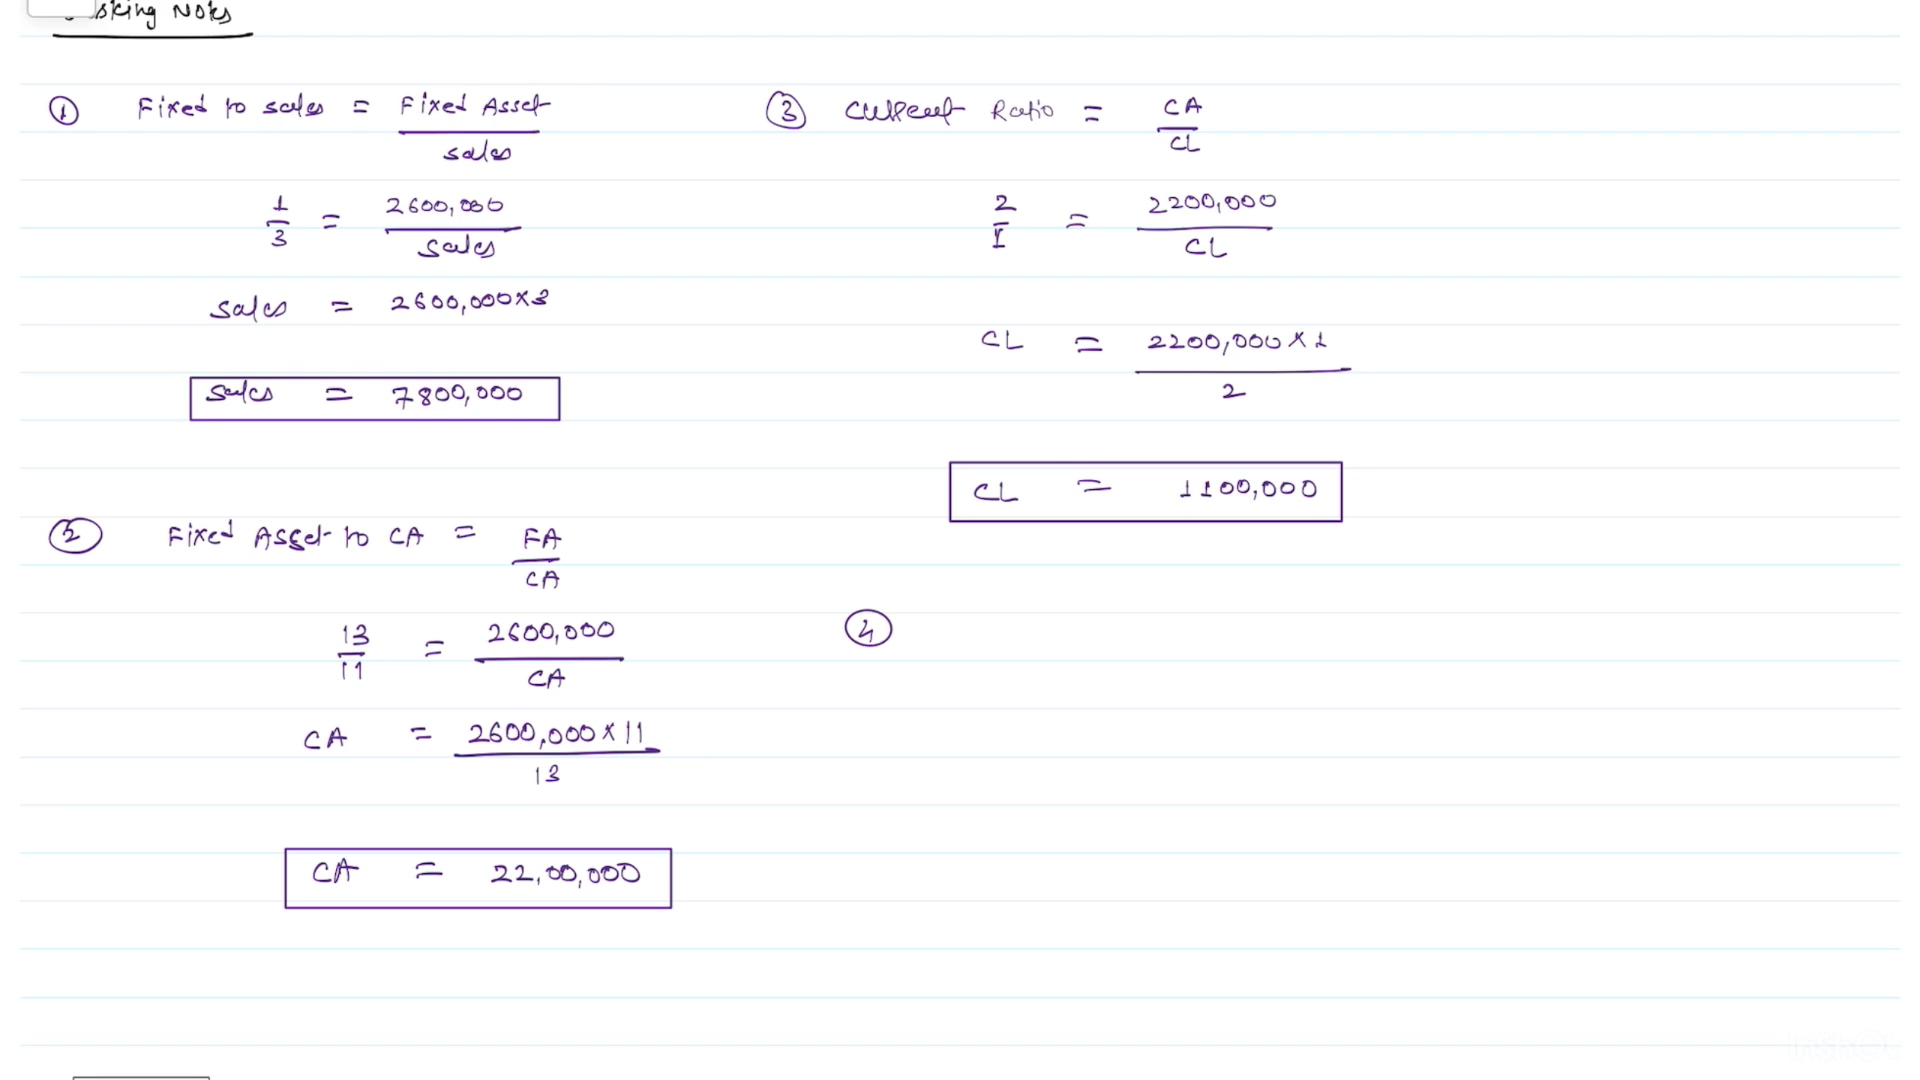 Notes
① Fixed to sales = Fixed Asset
sales
1/3 = 2600,000
sales
sales = 2600,000×3
sales = 7800,000
② Fixed Asset to CA = FA
CA
13/11 = 2600,000
CA
CA = 2600,000×11
13
CA = 22,00,000
③ Current Ratio = CA
CL
2/1 = 2200,000
CL
CL = 2200,000×1
2
CL = 1100,000
④